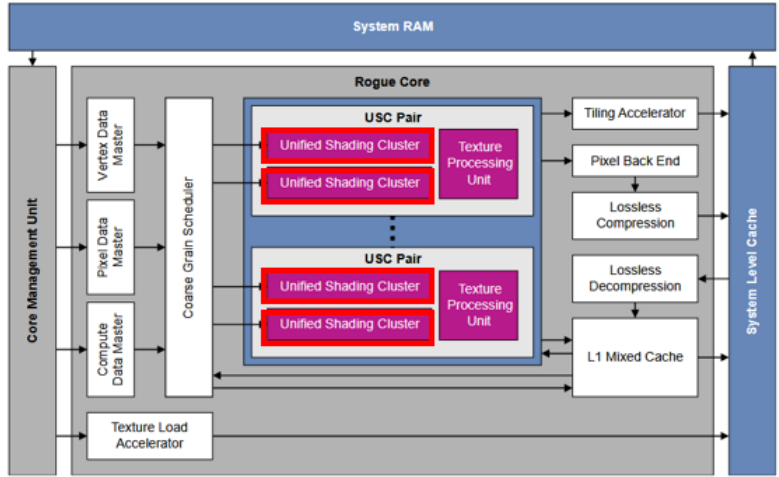 System RAM
Core Management Unit
Rogue Core
Vertex Data
Master
Pixel Data
Master
Compute
Data Master
Coarse Grain Scheduler
USC Pair
Unified Shading Cluster
Unified Shading Cluster
Texture
Processing
Unit
USC Pair
Unified Shading Cluster
Unified Shading Cluster
Texture
Processing
Unit
Tiling Accelerator
Pixel Back End
Lossless
Compression
Lossless
Decompression
L1 Mixed Cache
Texture Load
Accelerator
System Level Cache